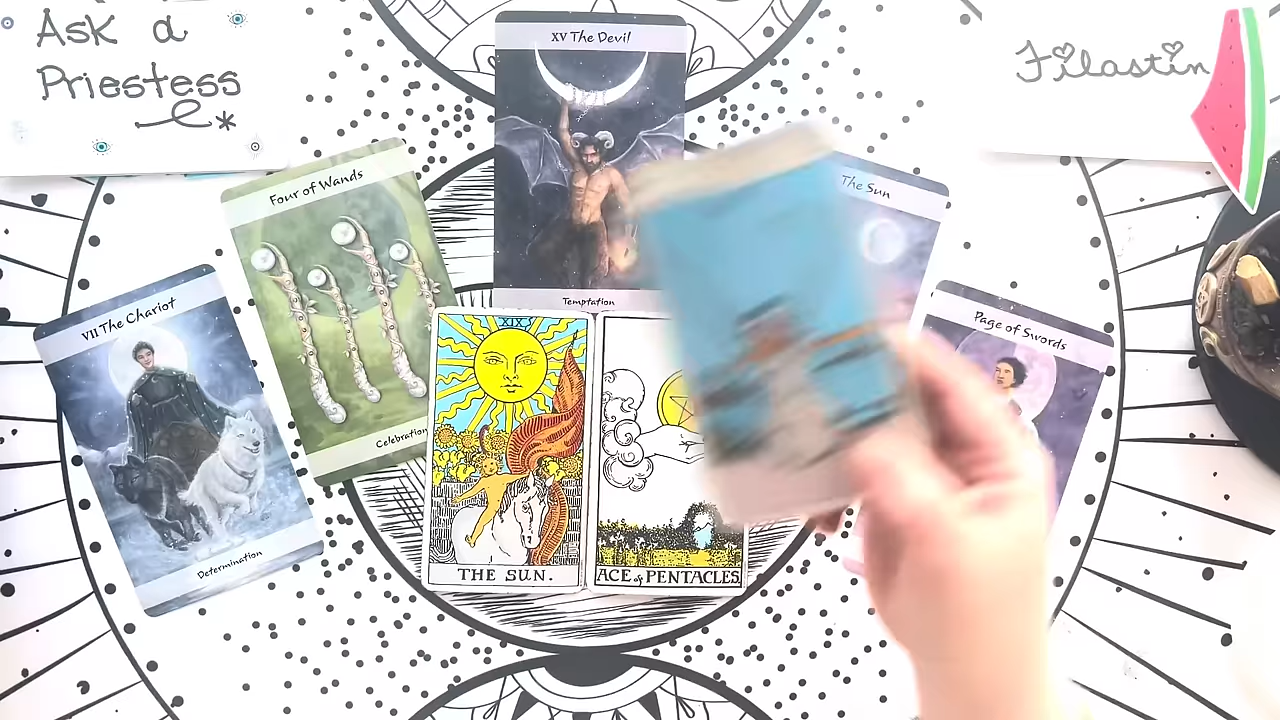 Ask a
Priestess
Filastin
XV The Devil
Temptation
Four of Wands
Celebration
The Sun
VII The Chariot
Determination
Page of Swords
XIX
THE SUN.
ACE of PENTACLES